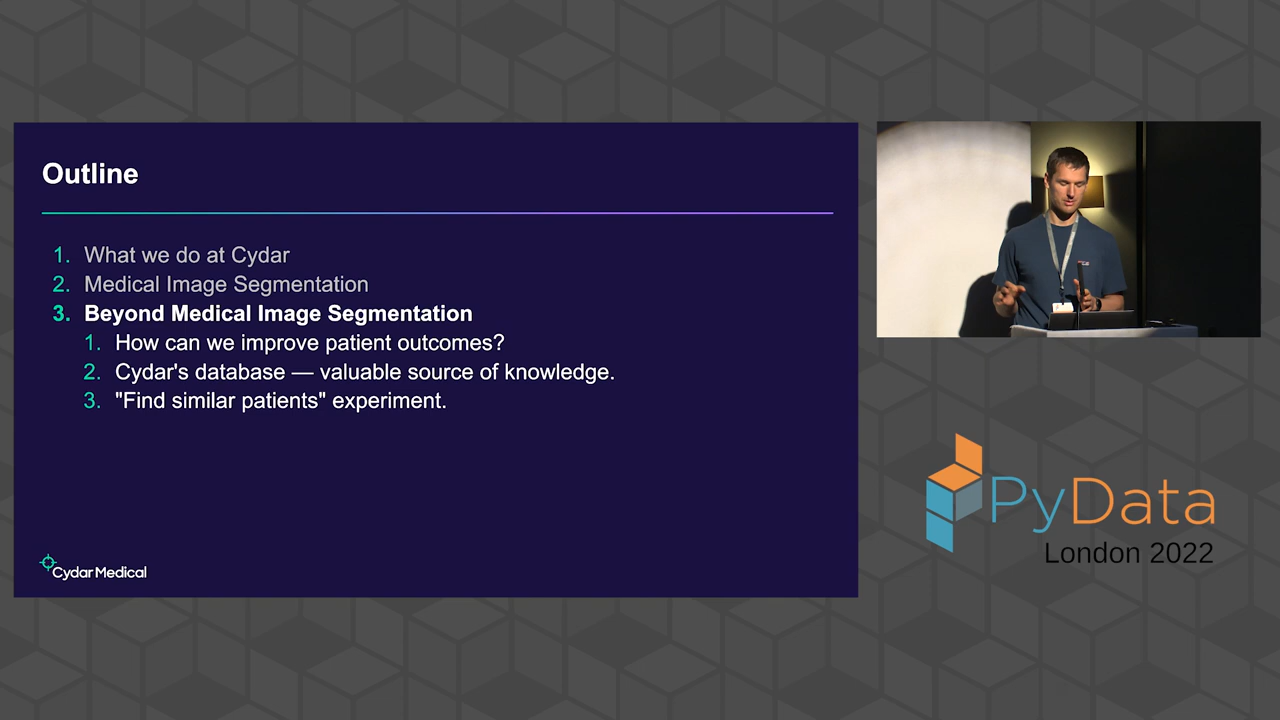 Outline
1. What we do at Cydar
2. Medical Image Segmentation
3. Beyond Medical Image Segmentation
1. How can we improve patient outcomes?
2. Cydar's database — valuable source of knowledge.
3. "Find similar patients" experiment.
Cydar Medical
PyData
London 2022